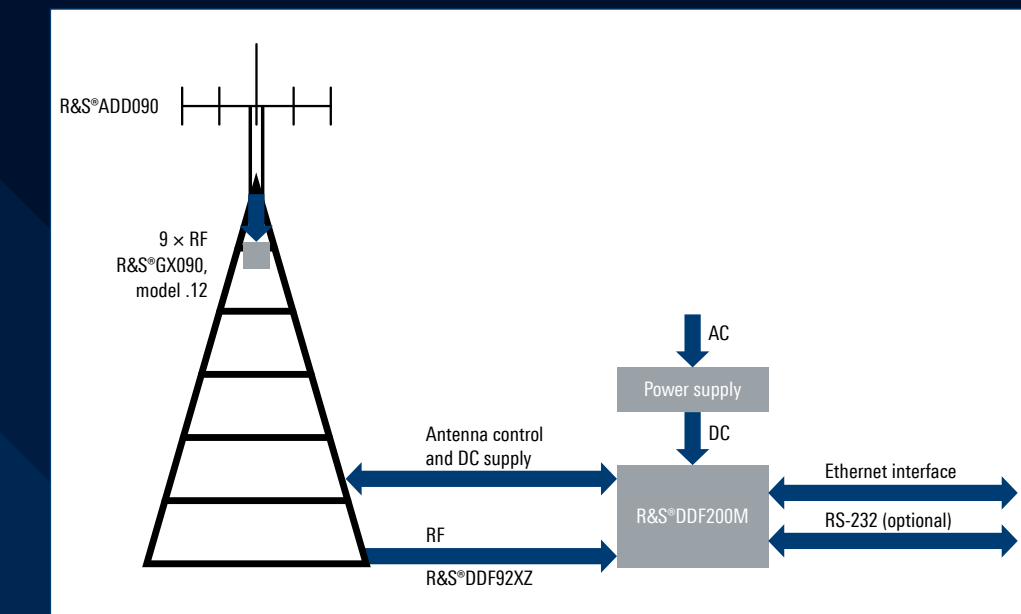 R&S®ADD090
9 × RF
R&S®GX090,
model .12
AC
Power supply
DC
Antenna control
and DC supply
Ethernet interface
R&S®DDF200M
RS-232 (optional)
RF
R&S®DDF92XZ